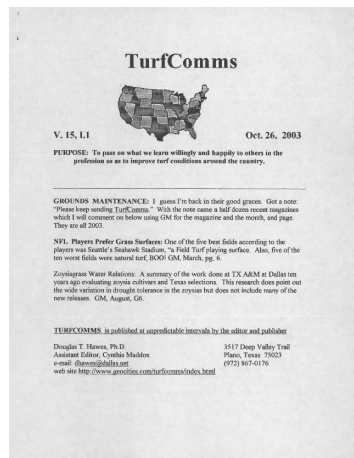 TurfComms
V. 15, I.1 Oct. 26, 2003
PURPOSE: To pass on what we learn willingly and happily to others in the
profession so as to improve turf conditions around the country.
GROUNDS MAINTENANCE: I guess I'm back in their good graces. Got a note:
"Please keep sending TurfComms." With the note came a half dozen recent magazines
which I will comment on below using GM for the magazine and the month, and page.
They are all 2003.
NFL Players Prefer Grass Surfaces: One of the five best fields according to the
players was Seattle's Seahawk Stadium, "a Field Turf playing surface. Also, five of the
ten worst fields were natural turf, BOO! GM, March, pg. 6.
Zoysiagrass Water Relations: A summary of the work done at TX A&M at Dallas ten
years ago evaluating zoysia cultivars and Texas selections. This research does point out
the wide variation in drought tolerance in the zoysias but does not include many of the
new releases. GM, August, G6.
TURFCOMMS is published at unpredictable intervals by the editor and publisher
Douglas T. Hawes, Ph.D. 3517 Deep Valley Trail
Assistant Editor, Cynthia Maddox Plano, Texas 75023
e-mail: dhawes@dallas.net (972) 867-0176
web site http://www.geocities.com/turfcomms/index.html